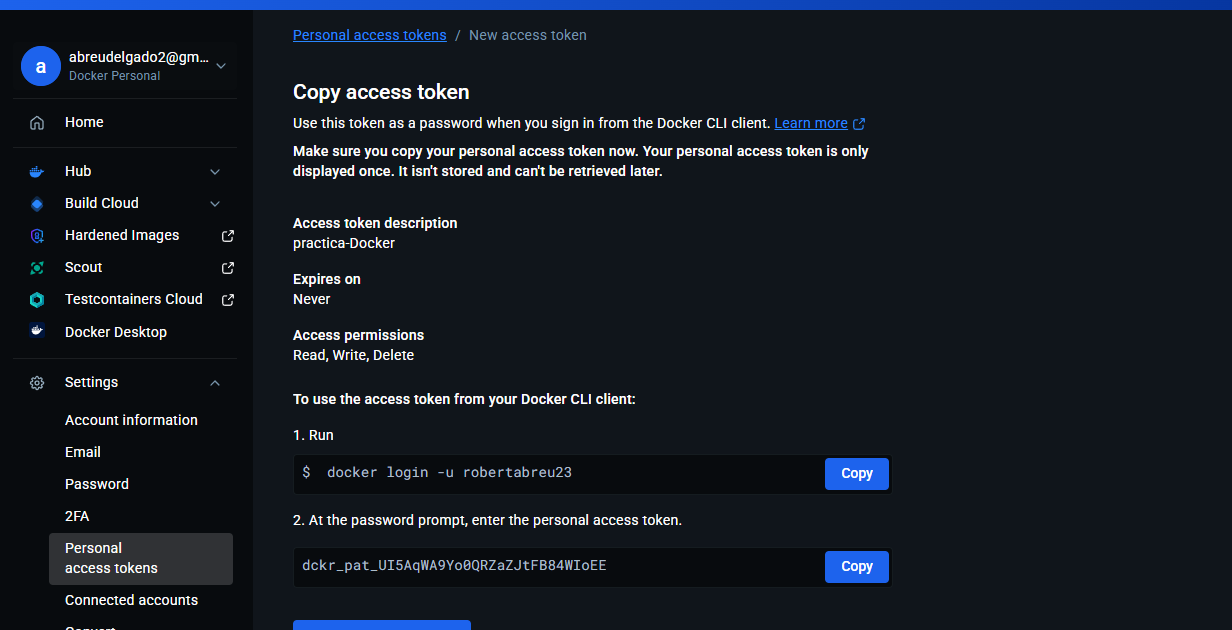 a
abreudelgado2@gm...
Docker Personal
Home
Hub
Build Cloud
Hardened Images
Scout
Testcontainers Cloud
Docker Desktop
Settings
Account information
Email
Password
2FA
Personal
access tokens
Connected accounts
Personal access tokens / New access token
Copy access token
Use this token as a password when you sign in from the Docker CLI client. Learn more
Make sure you copy your personal access token now. Your personal access token is only
displayed once. It isn't stored and can't be retrieved later.
Access token description
practica-Docker
Expires on
Never
Access permissions
Read, Write, Delete
To use the access token from your Docker CLI client:
1. Run
$ docker login -u robertabreu23
Copy
2. At the password prompt, enter the personal access token.
dckr_pat_UI5AqWA9Yo0QRZaZJtFB84WIoEE
Copy